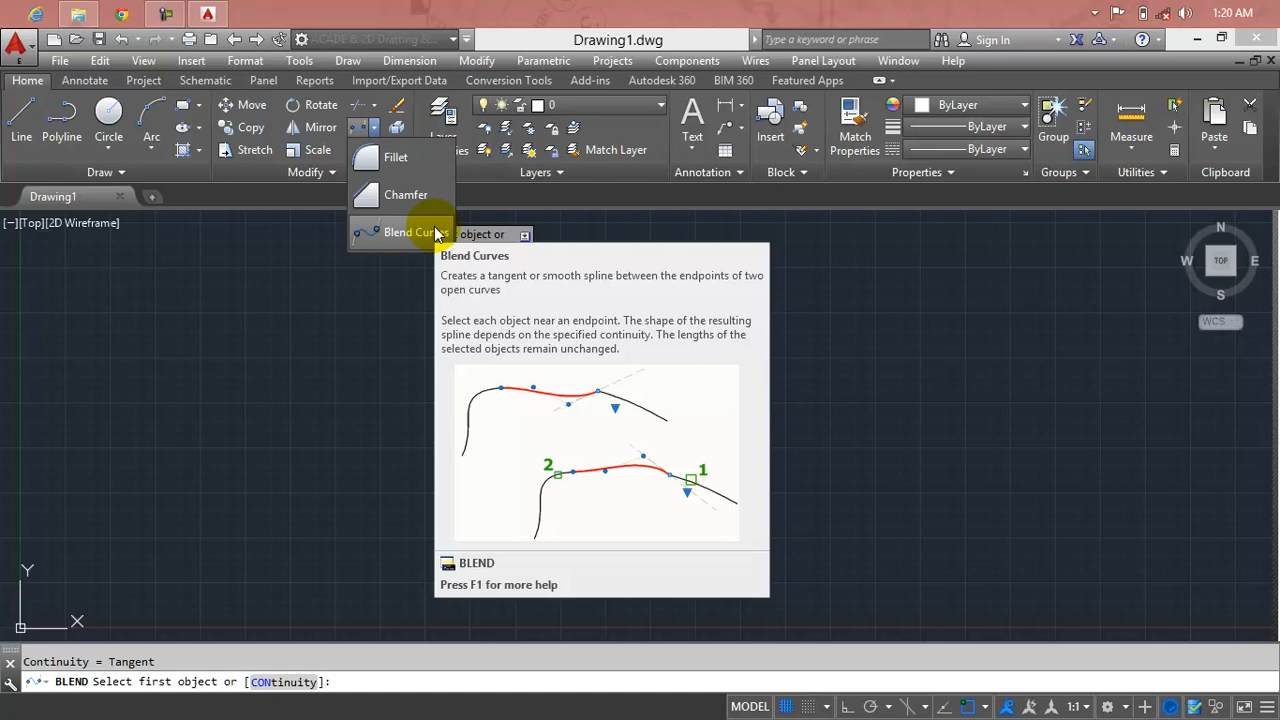 1:20 AM
ACADE & 2D Drafting &
Drawing1.dwg
Type a keyword or phrase
Sign In
File Edit View Insert Format Tools Draw Dimension Modify Parametric Projects Components Wires Panel Layout Window Help
Home Annotate Project Schematic Panel Reports Import/Export Data Add-ins Conversion Tools Autodesk 360 BIM 360 Featured Apps
Line Polyline Circle Arc
Move Rotate
Copy Mirror
Stretch Scale
0
Match Layer
Text
Insert
Match Properties
ByLayer
ByLayer
ByLayer
Group
Measure
Paste
Draw Modify Layers Annotation Block Properties Groups Utilities Clipboard
Fillet
Chamfer
Blend Curves
Drawing1
[−][Top][2D Wireframe]
object or
Blend Curves
Creates a tangent or smooth spline between the endpoints of two
open curves
Select each object near an endpoint. The shape of the resulting
spline depends on the specified continuity. The lengths of the
selected objects remain unchanged.
2
1
BLEND
Press F1 for more help
N
W TOP E
S
WCS
Y
X
Continuity = Tangent
BLEND Select first object or [CONtinuity]:
MODEL
1:1